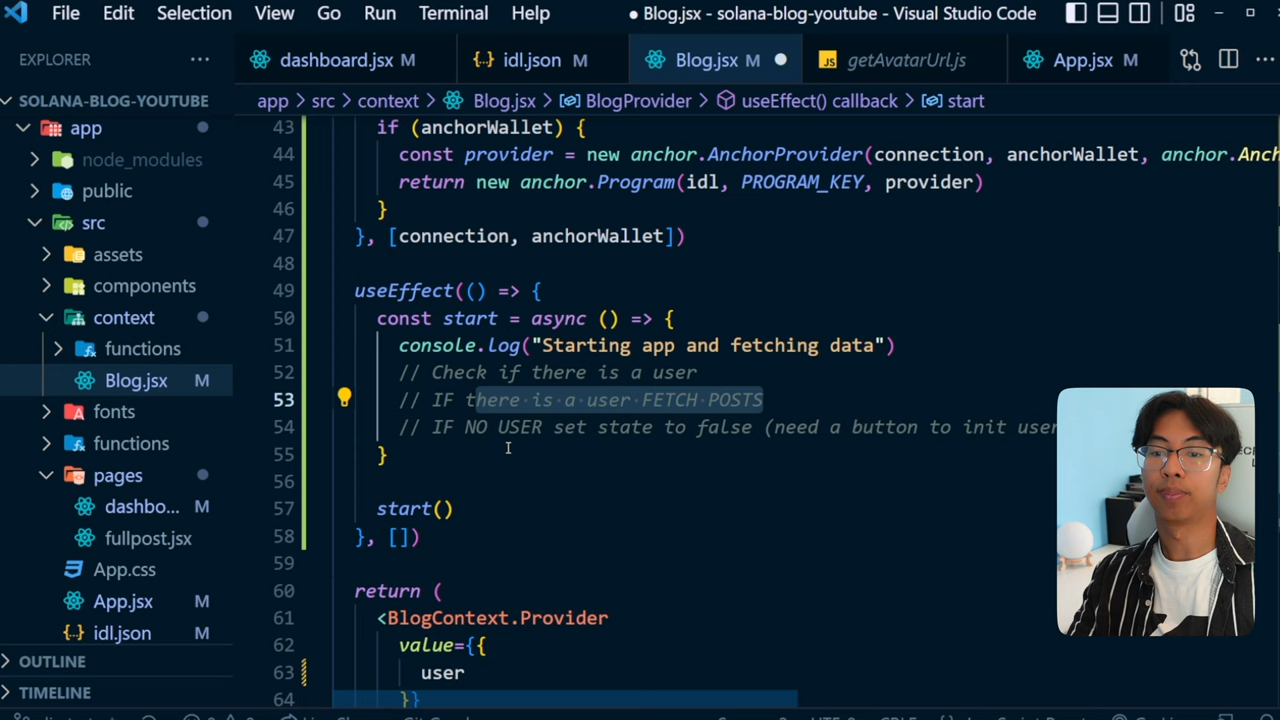 File Edit Selection View Go Run Terminal Help
● Blog.jsx - solana-blog-youtube - Visual Studio Code
EXPLORER ···
dashboard.jsx M
{··} idl.json M
Blog.jsx M ●
JS getAvatarUrl.js
App.jsx M
SOLANA-BLOG-YOUTUBE
app
node_modules
public
src
assets
components
context
functions
Blog.jsx M
fonts
functions
pages
dashbo... M
fullpost.jsx
App.css
App.jsx M
{··} idl.json M
OUTLINE
TIMELINE
app > src > context > Blog.jsx > BlogProvider > useEffect() callback > start
43 if (anchorWallet) {
44 const provider = new anchor.AnchorProvider(connection, anchorWallet, anchor.Anc
45 return new anchor.Program(idl, PROGRAM_KEY, provider)
46 }
47 }, [connection, anchorWallet])
48
49 useEffect(() => {
50 const start = async () => {
51 console.log("Starting app and fetching data")
52 // Check if there is a user
53 // IF there is a user FETCH POSTS
54 // IF NO USER set state to false (need a button to init user
55 }
56
57 start()
58 }, [])
59
60 return (
61 <BlogContext.Provider
62 value={{
63 user
64 }}